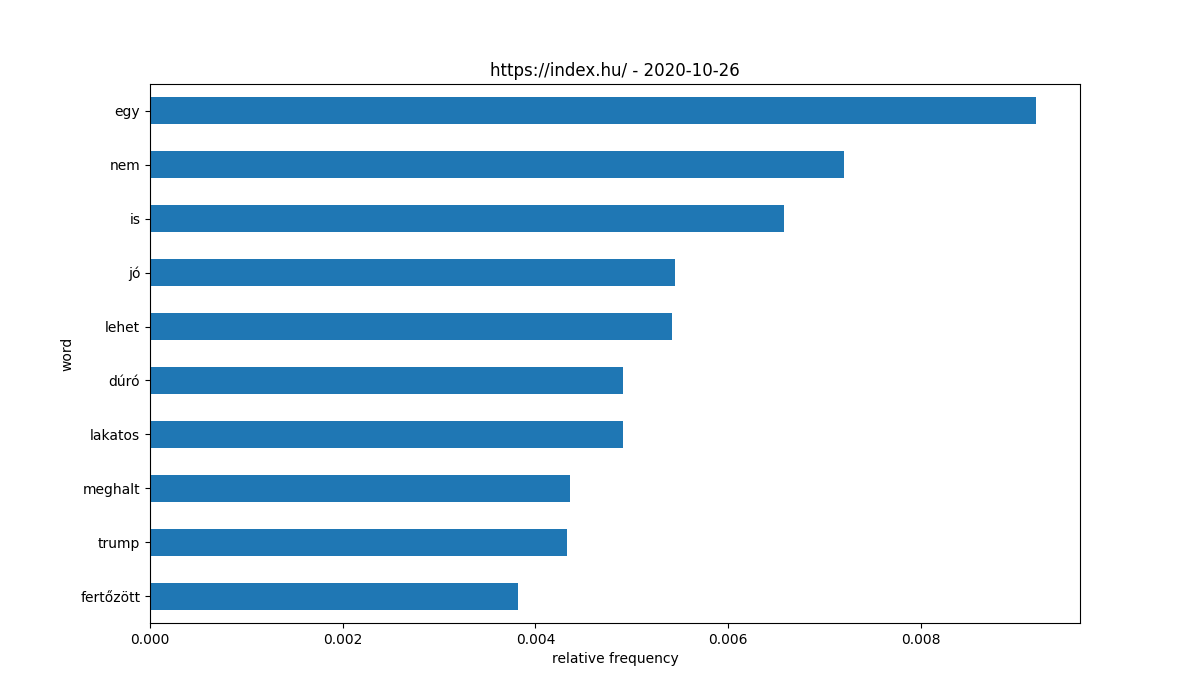 https://index.hu/ - 2020-10-26
egy
nem
is
jó
lehet
dúró
lakatos
meghalt
trump
fertőzött
word
0.000 0.002 0.004 0.006 0.008
relative frequency